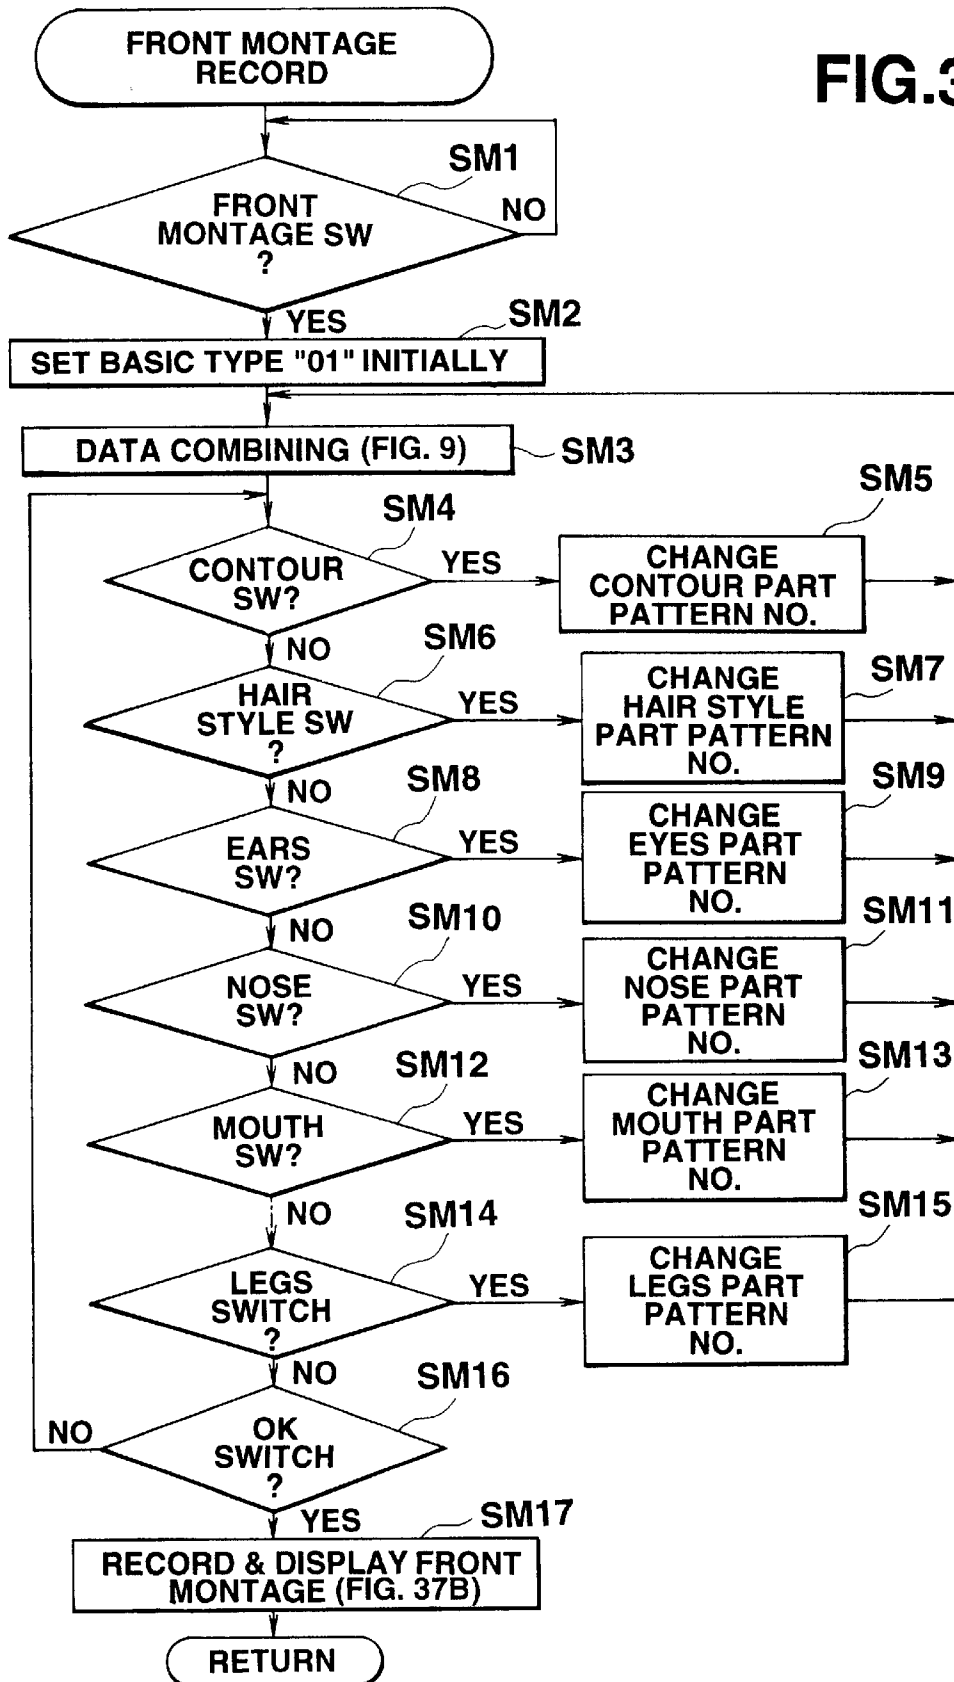 FRONT MONTAGE
RECORD
FIG.3
SM1
FRONT
MONTAGE SW
?
NO
YES
SM2
SET BASIC TYPE "01" INITIALLY
DATA COMBINING (FIG. 9)
SM3
SM4
CONTOUR
SW?
YES
SM5
CHANGE
CONTOUR PART
PATTERN NO.
NO
SM6
HAIR
STYLE SW
?
YES
SM7
CHANGE
HAIR STYLE
PART PATTERN
NO.
NO
SM8
EARS
SW?
YES
SM9
CHANGE
EYES PART
PATTERN
NO.
NO
SM10
NOSE
SW?
YES
SM11
CHANGE
NOSE PART
PATTERN
NO.
NO
SM12
MOUTH
SW?
YES
SM13
CHANGE
MOUTH PART
PATTERN
NO.
NO
SM14
LEGS
SWITCH
?
YES
SM15
CHANGE
LEGS PART
PATTERN
NO.
NO
SM16
OK
SWITCH
?
NO
YES
SM17
RECORD & DISPLAY FRONT
MONTAGE (FIG. 37B)
RETURN